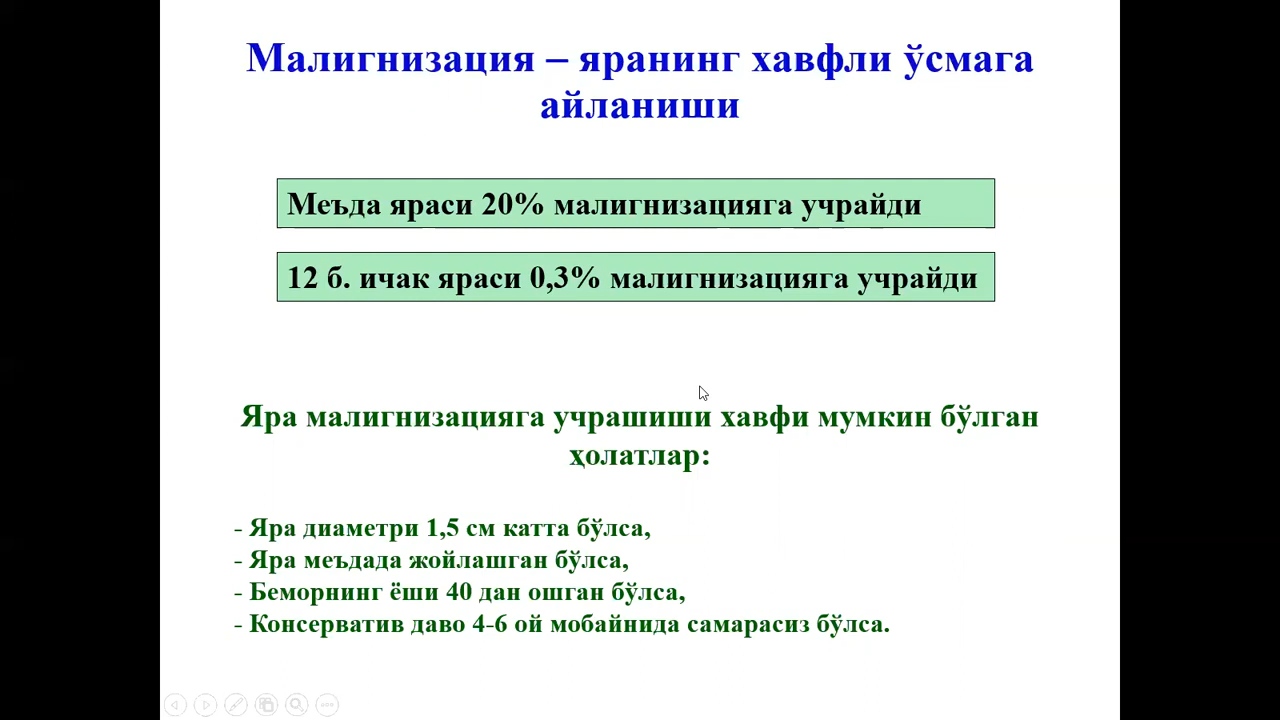 Малигнизация – яранинг хавфли ўсмага
айланиши
Меъда яраси 20% малигнизацияга учрайди
12 б. ичак яраси 0,3% малигнизацияга учрайди
Яра малигнизацияга учрашиши хавфи мумкин бўлган
ҳолатлар:
- Яра диаметри 1,5 см катта бўлса,
- Яра меъдада жойлашган бўлса,
- Беморнинг ёши 40 дан ошган бўлса,
- Консерватив даво 4-6 ой мобайнида самарасиз бўлса.